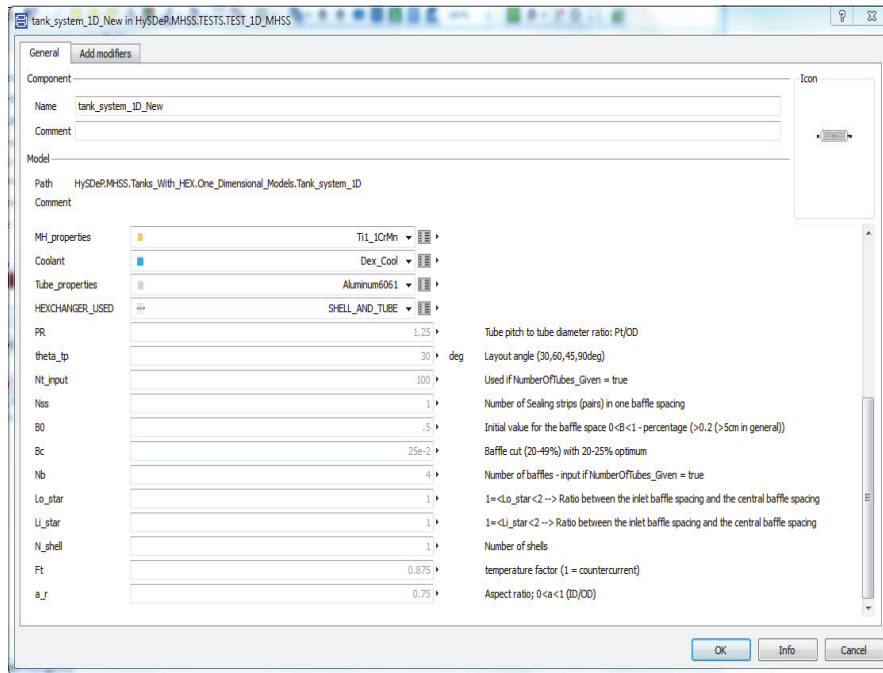 tank_system_1D_New in HySDeP.MHSS.TESTS.TEST_1D_MHSS
General Add modifiers
Component Icon
Name tank_system_1D_New
Comment
Model
Path HySDeP.MHSS.Tanks_With_HEX.One_Dimensional_Models.Tank_system_1D
Comment
MH_properties Ti1_1CrMn
Coolant Dex_Cool
Tube_properties Aluminum6061
HEXCHANGER_USED SHELL_AND_TUBE
PR 1.25 Tube pitch to tube diameter ratio: Pt/OD
theta_tp 30 deg Layout angle (30,60,45,90deg)
Nt_input 100 Used if NumberOfTubes_Given = true
Nss 1 Number of Sealing strips (pairs) in one baffle spacing
B0 .5 Initial value for the baffle space 0<B<1 - percentage (>0.2 (>5cm in general))
Bc 25e-2 Baffle cut (20-49%) with 20-25% optimum
Nb 4 Number of baffles - input if NumberOfTubes_Given = true
Lo_star 1 1=<Lo_star<2 --> Ratio between the inlet baffle spacing and the central baffle spacing
Li_star 1 1=<Li_star<2 --> Ratio between the inlet baffle spacing and the central baffle spacing
N_shell 1 Number of shells
Ft 0.875 temperature factor (1 = countercurrent)
a_r 0.75 Aspect ratio; 0<a<1 (ID/OD)
OK Info Cancel